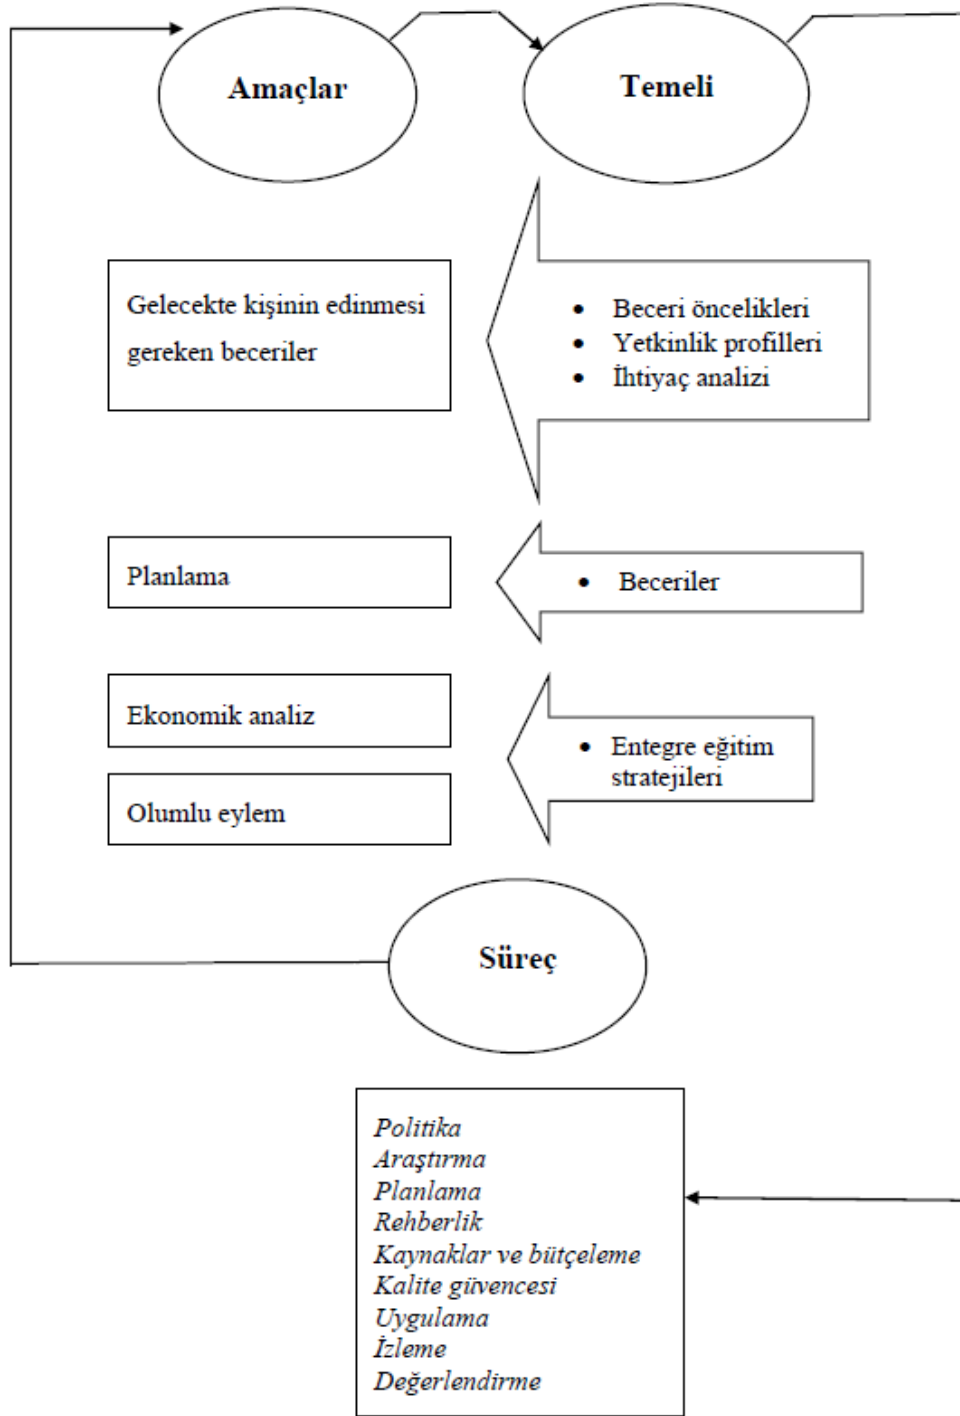 Amaçlar
Temeli
Gelecekte kişinin edinmesi
gereken beceriler
• Beceri öncelikleri
• Yetkinlik profilleri
• İhtiyaç analizi
Planlama
• Beceriler
Ekonomik analiz
Olumlu eylem
• Entegre eğitim
stratejileri
Süreç
Politika
Araştırma
Planlama
Rehberlik
Kaynaklar ve bütçeleme
Kalite güvencesi
Uygulama
İzleme
Değerlendirme